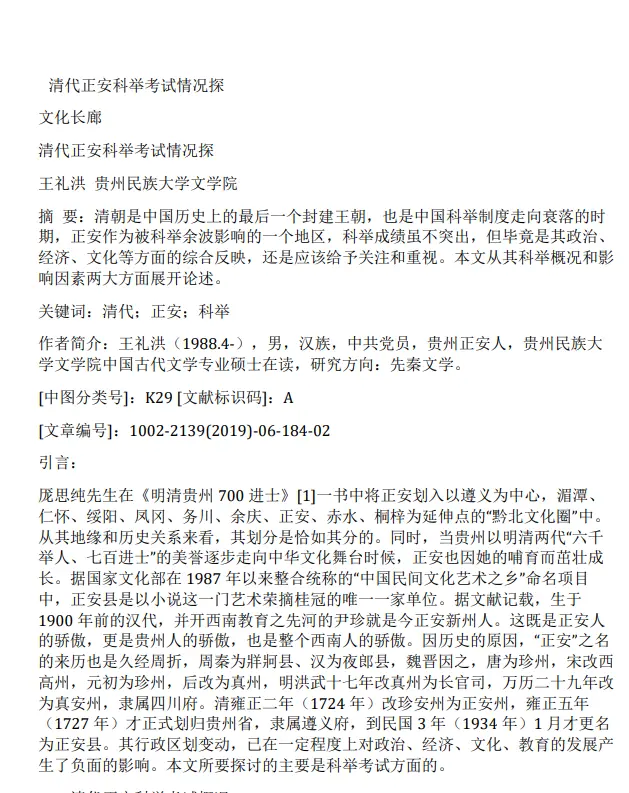 清代正安科举考试情况探
文化长廊
清代正安科举考试情况探
王礼洪 贵州民族大学文学院
摘 要：清朝是中国历史上的最后一个封建王朝，也是中国科举制度走向衰落的时
期，正安作为被科举余波影响的一个地区，科举成绩虽不突出，但毕竟是其政治、
经济、文化等方面的综合反映，还是应该给予关注和重视。本文从其科举概况和影
响因素两大方面展开论述。
关键词：清代；正安；科举
作者简介：王礼洪（1988.4-），男，汉族，中共党员，贵州正安人，贵州民族大
学文学院中国古代文学专业硕士在读，研究方向：先秦文学。
[中图分类号]：K29 [文献标识码]：A
[文章编号]：1002-2139(2019)-06-184-02
引言：
厐思纯先生在《明清贵州 700 进士》[1]一书中将正安划入以遵义为中心，湄潭、
仁怀、绥阳、凤冈、务川、余庆、正安、赤水、桐梓为延伸点的“黔北文化圈”中。
从其地缘和历史关系来看，其划分是恰如其分的。同时，当贵州以明清两代“六千
举人、七百进士”的美誉逐步走向中华文化舞台时候，正安也因她的哺育而茁壮成
长。据国家文化部在 1987 年以来整合统称的“中国民间文化艺术之乡”命名项目
中，正安县是以小说这一门艺术荣摘桂冠的唯一一家单位。据文献记载，生于
1900 年前的汉代，并开西南教育之先河的尹珍就是今正安新州人。这既是正安人
的骄傲，更是贵州人的骄傲，也是整个西南人的骄傲。因历史的原因，“正安”之名
的来历也是久经周折，周秦为牂牁县、汉为夜郎县，魏晋因之，唐为珍州，宋改西
高州，元初为珍州，后改为真州，明洪武十七年改真州为长官司，万历二十九年改
为真安州，隶属四川府。清雍正二年（1724 年）改珍安州为正安州，雍正五年
（1727 年）才正式划归贵州省，隶属遵义府，到民国 3 年（1934 年）1 月才更名
为正安县。其行政区划变动，已在一定程度上对政治、经济、文化、教育的发展产
生了负面的影响。本文所要探讨的主要是科举考试方面的。